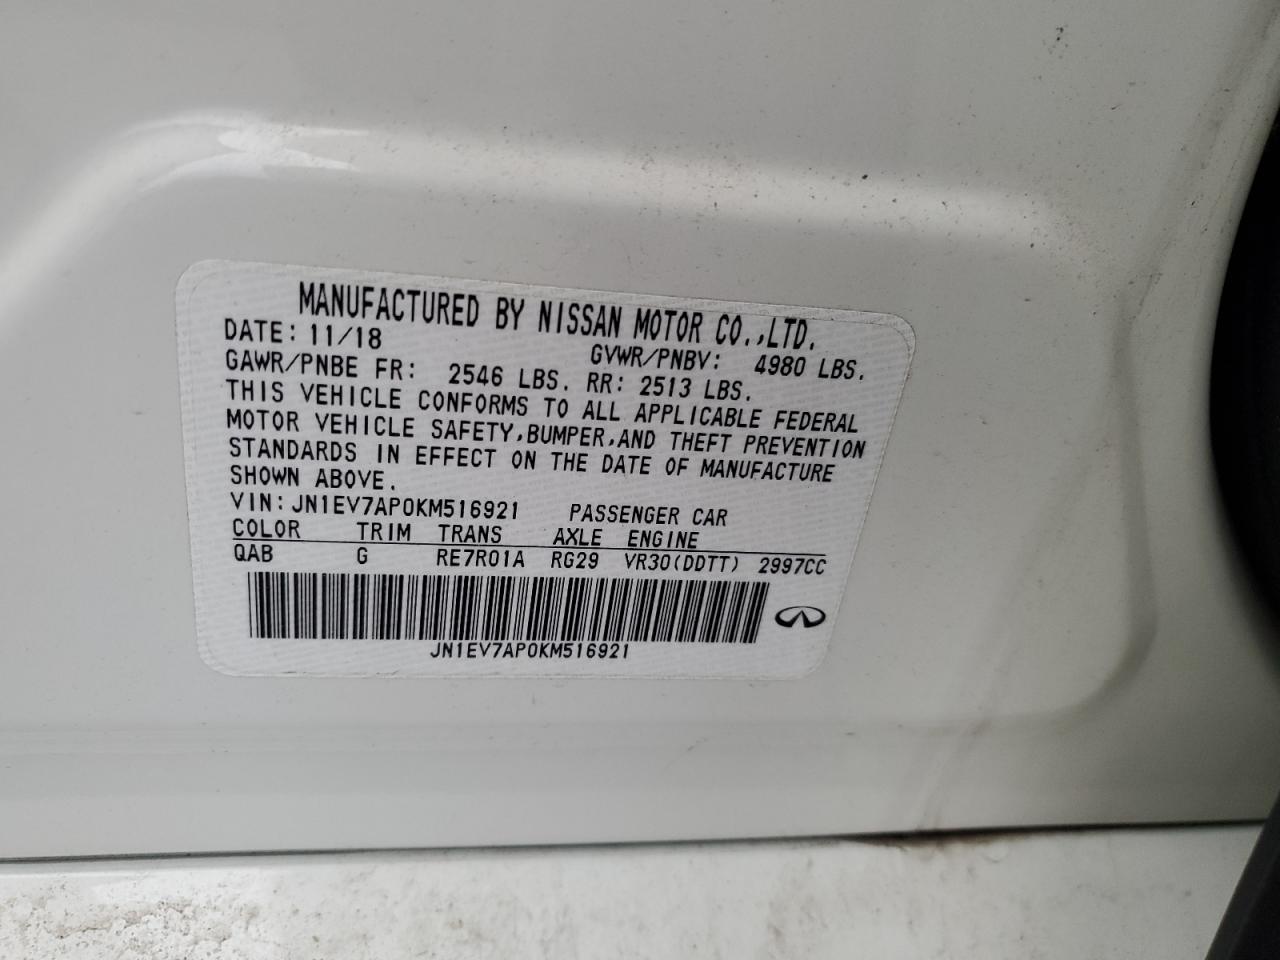 MANUFACTURED BY NISSAN MOTOR CO.,LTD.
DATE: 11/18 GVWR/PNBV: 4980 LBS.
GAWR/PNBE FR: 2546 LBS. RR: 2513 LBS.
THIS VEHICLE CONFORMS TO ALL APPLICABLE FEDERAL
MOTOR VEHICLE SAFETY,BUMPER,AND THEFT PREVENTION
STANDARDS IN EFFECT ON THE DATE OF MANUFACTURE
SHOWN ABOVE.
VIN: JN1EV7AP0KM516921 PASSENGER CAR
COLOR TRIM TRANS AXLE ENGINE
QAB G RE7R01A RG29 VR30(DDTT) 2997CC
JN1EV7AP0KM516921